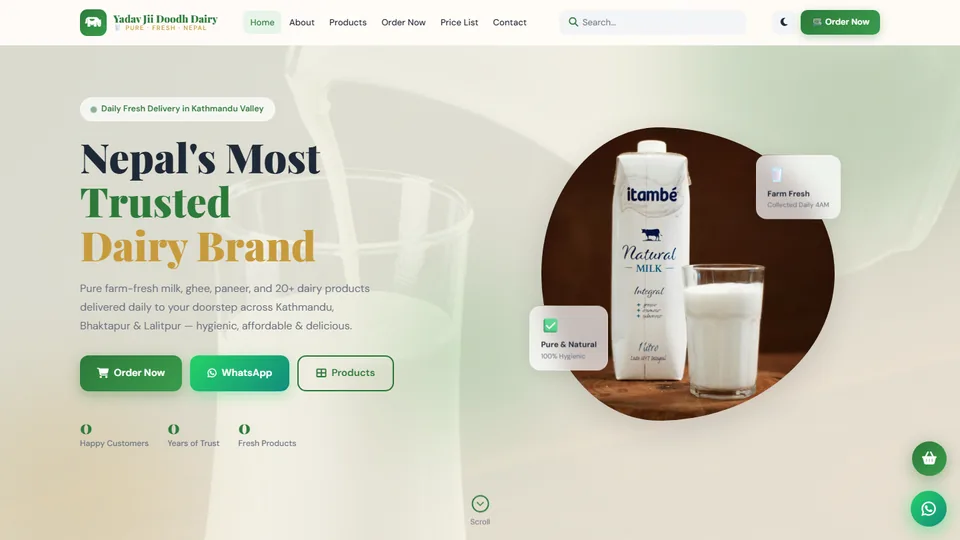 Yadav Jii Doodh Dairy
PURE · FRESH · NEPAL
Home About Products Order Now Price List Contact
Search...
Order Now
Daily Fresh Delivery in Kathmandu Valley
Nepal's Most
Trusted
Dairy Brand
Pure farm-fresh milk, ghee, paneer, and 20+ dairy products
delivered daily to your doorstep across Kathmandu,
Bhaktapur & Lalitpur — hygienic, affordable & delicious.
Order Now
WhatsApp
Products
0
Happy Customers
0
Years of Trust
0
Fresh Products
itambé
Natural
MILK
Integral
Farm Fresh
Collected Daily 4AM
Pure & Natural
100% Hygienic
Scroll